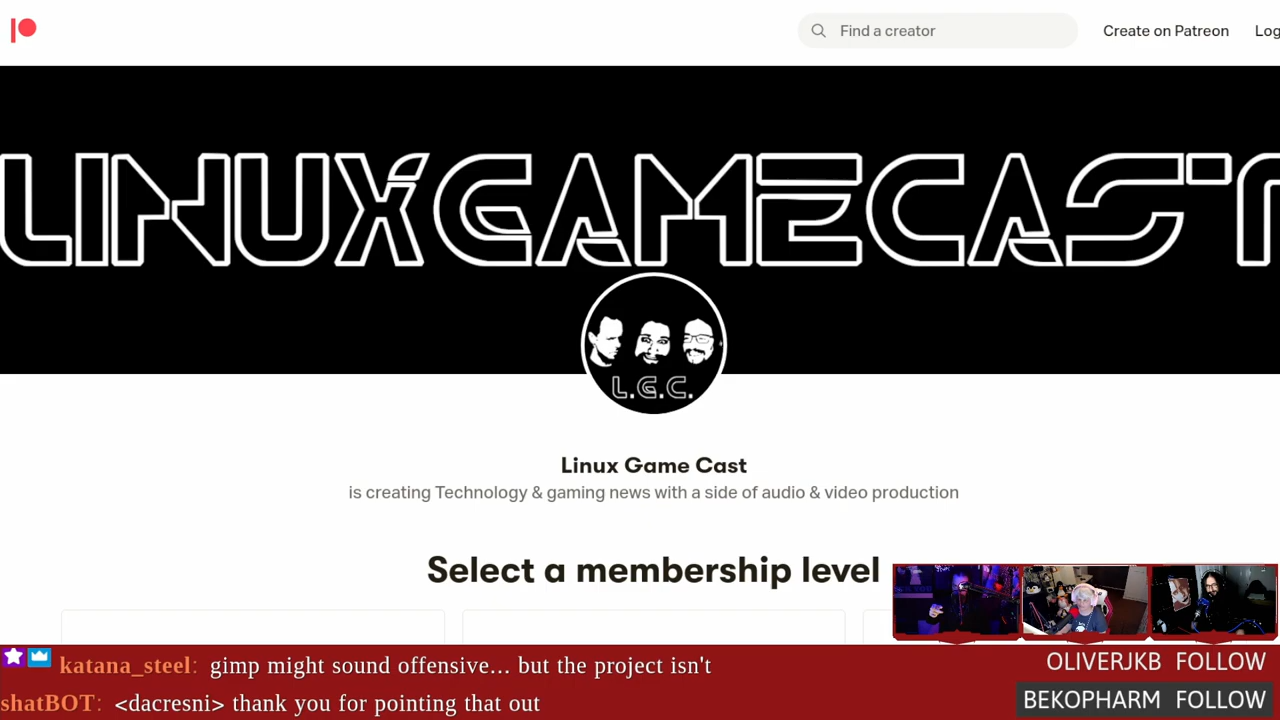 Find a creator
Create on Patreon
Log
LINUXGAMECAST
L.G.C.
Linux Game Cast
is creating Technology & gaming news with a side of audio & video production
Select a membership level
katana_steel: gimp might sound offensive... but the project isn't
shatBOT: <dacresni> thank you for pointing that out
OLIVERJKB FOLLOW
BEKOPHARM FOLLOW